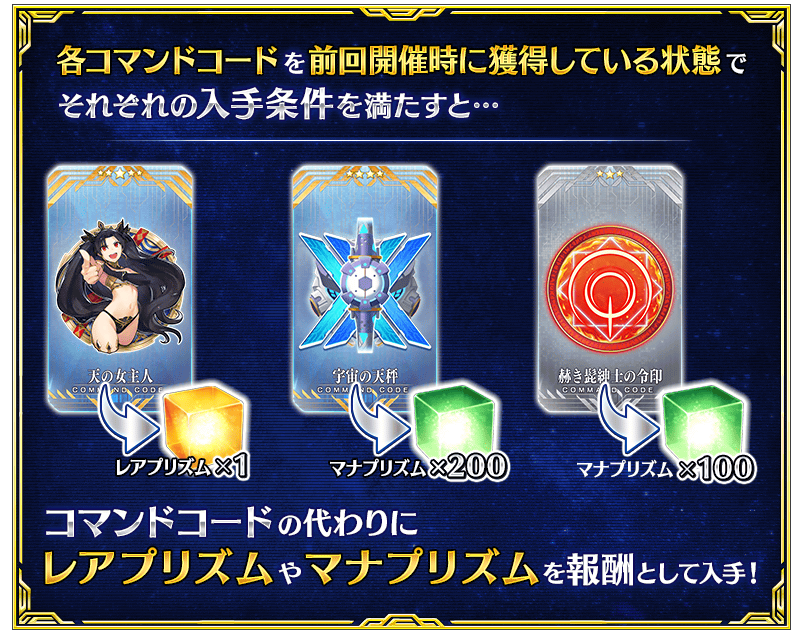 各コマンドコードを前回開催時に獲得している状態で
それぞれの入手条件を満たすと…
天の女主人
COMMAND CODE
レアプリズム×1
宇宙の天秤
COMMAND CODE
マナプリズム×200
赫き髭紳士の令印
COMMAND CODE
マナプリズム×100
コマンドコードの代わりに
レアプリズムやマナプリズムを報酬として入手!